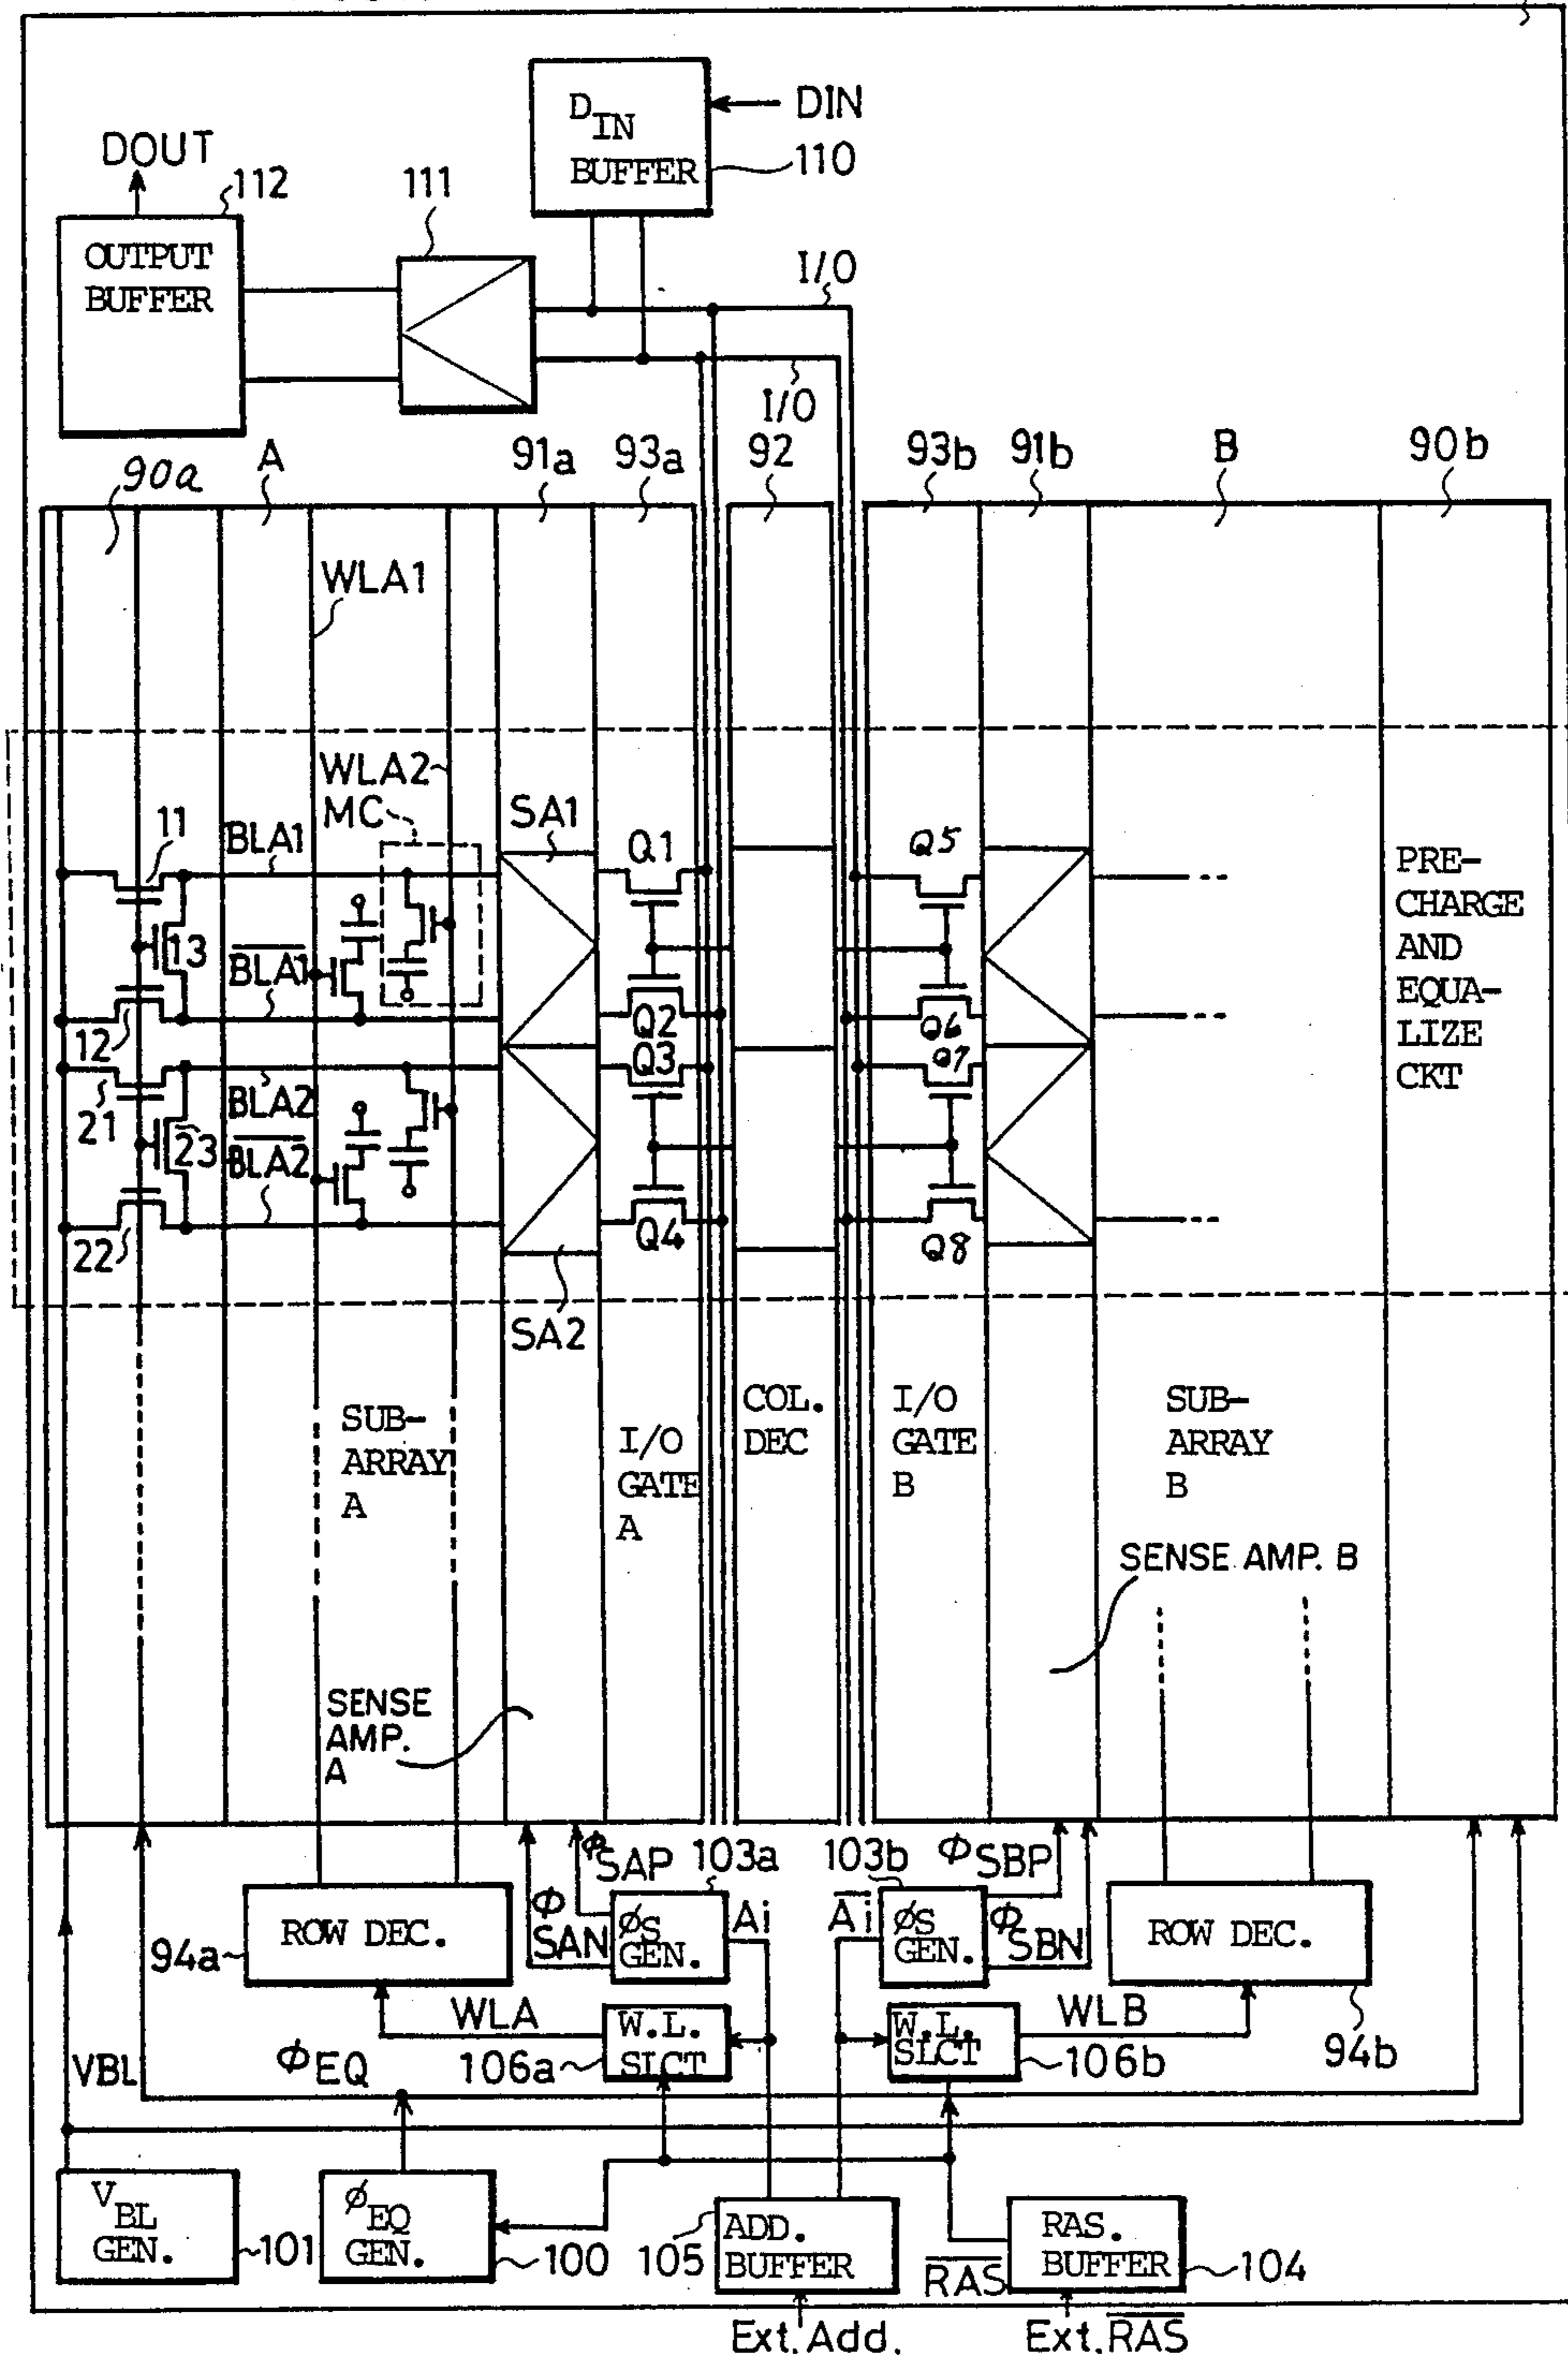 DIN
D IN
BUFFER
110
DOUT
112
111
OUTPUT
BUFFER
I/O
I/O
90a
A
91a
93a
92
93b
91b
B
90b
WLA1
WLA2
MC
SA1
11
BLA1
Q1
Q5
13
BLA1
PRE-
CHARGE
AND
EQUA-
LIZE
CKT
12
Q2
Q6
Q3
Q7
21
BLA2
23
BLA2
22
Q4
Q8
SA2
SUB-
ARRAY
A
I/O
GATE
A
COL.
DEC
I/O
GATE
B
SUB-
ARRAY
B
SENSE AMP. B
SENSE
AMP.
A
ΦSAP
103a
103b
ΦSBP
ROW DEC.
94a
ΦSAN
ØS
GEN.
Ai
A̅i̅
ØS
GEN.
ΦSBN
ROW DEC.
94b
WLA
W.L.
SLCT
106a
W.L.
SLCT
106b
WLB
VBL
ΦEQ
VBL
GEN.
101
ØEQ
GEN.
100
105
ADD.
BUFFER
R̅A̅S̅
RAS.
BUFFER
104
Ext. Add.
Ext. R̅A̅S̅